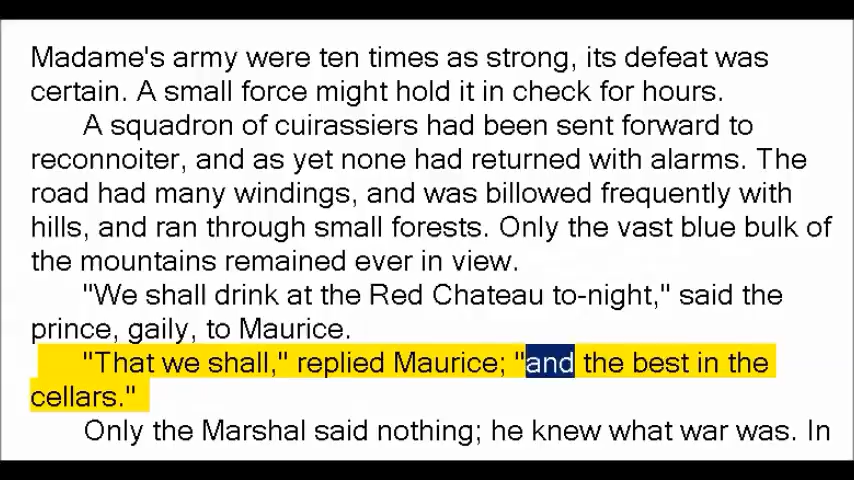 Madame's army were ten times as strong, its defeat was
certain. A small force might hold it in check for hours.
A squadron of cuirassiers had been sent forward to
reconnoiter, and as yet none had returned with alarms. The
road had many windings, and was billowed frequently with
hills, and ran through small forests. Only the vast blue bulk of
the mountains remained ever in view.
"We shall drink at the Red Chateau to-night," said the
prince, gaily, to Maurice.
"That we shall," replied Maurice; "and the best in the
cellars."
Only the Marshal said nothing; he knew what war was. In